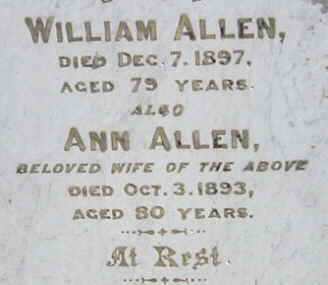 WILLIAM ALLEN,
DIED DEC. 7. 1897,
AGED 79 YEARS.
ALSO
ANN ALLEN,
BELOVED WIFE OF THE ABOVE
DIED OCT. 3. 1893,
AGED 80 YEARS.
At Rest.